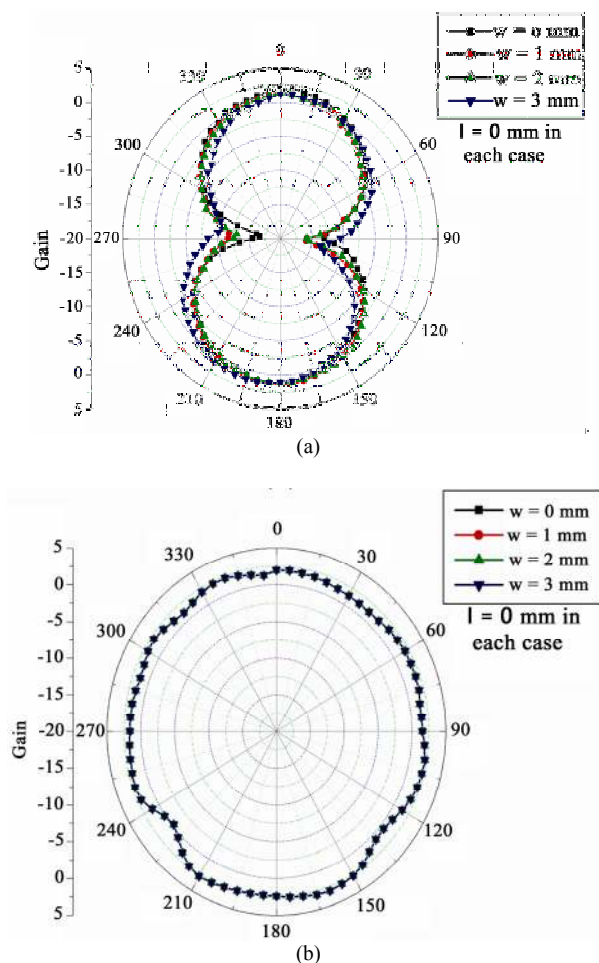 w = 0 mm
w = 1 mm
w = 2 mm
w = 3 mm
l = 0 mm in
each case
0
330
30
5
0
300
60
-5
-10
-15
-20
270
90
Gain
-15
-10
240
120
-5
0
210
150
5
180
(a)
w = 0 mm
w = 1 mm
w = 2 mm
w = 3 mm
l = 0 mm in
each case
0
5
330
30
0
-5
300
60
-10
-15
-20
270
90
Gain
-15
-10
240
120
-5
0
210
150
5
180
(b)